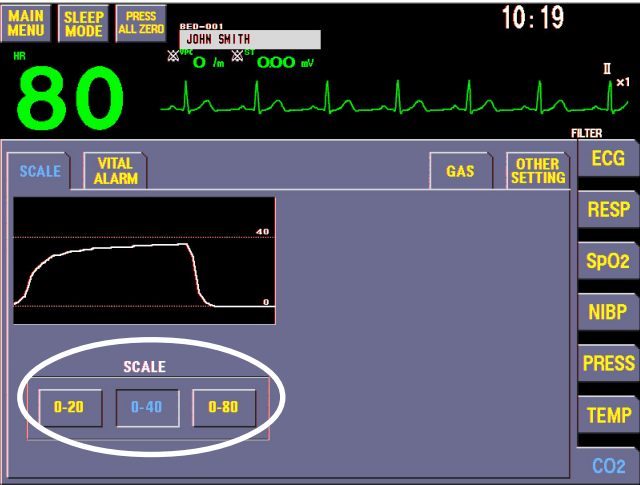 MAIN MENU
SLEEP MODE
PRESS ALL ZERO
BED-001
JOHN SMITH
10:19
HR
80
VPC
0 /m
ST
0.00 mV
II
×1
FILTER
SCALE
VITAL ALARM
GAS
OTHER SETTING
ECG
RESP
SpO2
NIBP
PRESS
TEMP
CO2
40
0
SCALE
0-20
0-40
0-80